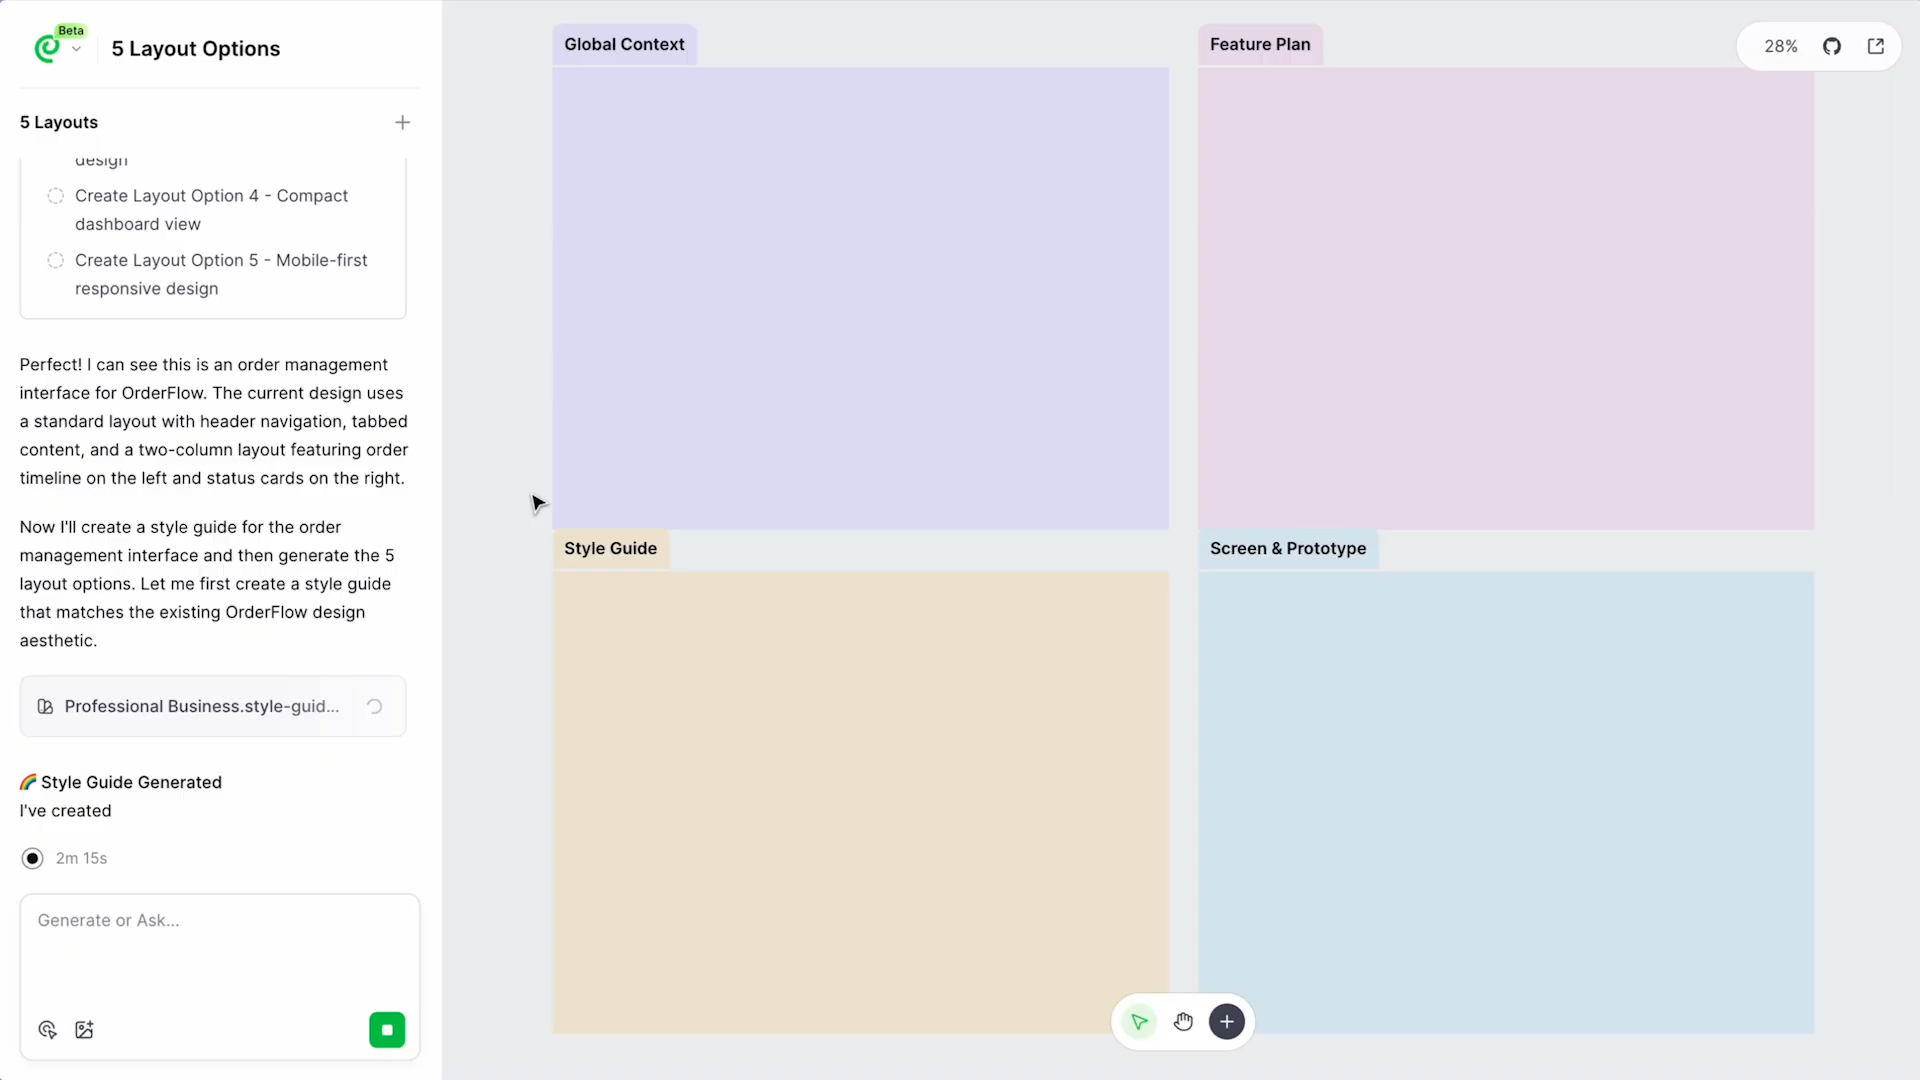 Beta
5 Layout Options
5 Layouts
design
Create Layout Option 4 - Compact
dashboard view
Create Layout Option 5 - Mobile-first
responsive design
Perfect! I can see this is an order management
interface for OrderFlow. The current design uses
a standard layout with header navigation, tabbed
content, and a two-column layout featuring order
timeline on the left and status cards on the right.
Now I'll create a style guide for the order
management interface and then generate the 5
layout options. Let me first create a style guide
that matches the existing OrderFlow design
aesthetic.
Professional Business.style-guid...
🌈 Style Guide Generated
I've created
2m 15s
Generate or Ask...
Global Context
Feature Plan
28%
Style Guide
Screen & Prototype